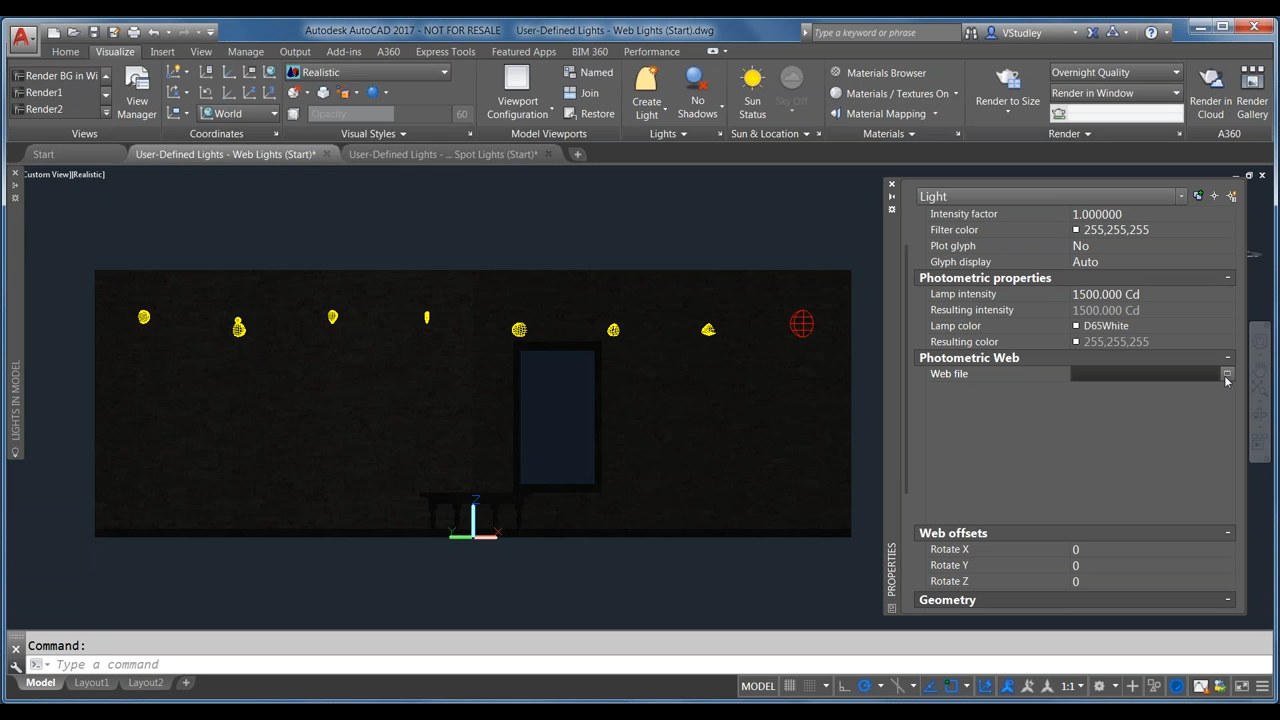 Autodesk AutoCAD 2017 - NOT FOR RESALE User-Defined Lights - Web Lights (Start).dwg
Type a keyword or phrase
VStudley
Home Visualize Insert View Manage Output Add-ins A360 Express Tools Featured Apps BIM 360 Performance
Render BG in Wi
Render1
Render2
View Manager
Views
World
Coordinates
Realistic
Opacity 60
Visual Styles
Viewport Configuration
Named
Join
Restore
Model Viewports
Create Light
No Shadows
Lights
Sun Status
Sky Off
Sun & Location
Materials Browser
Materials / Textures On
Material Mapping
Materials
Render to Size
Overnight Quality
Render in Window
Render
Render in Cloud
Render Gallery
A360
Start
User-Defined Lights - Web Lights (Start)*
User-Defined Lights - ... Spot Lights (Start)*
Custom View][Realistic]
LIGHTS IN MODEL
Z
Y
X
Light
Intensity factor 1.000000
Filter color 255,255,255
Plot glyph No
Glyph display Auto
Photometric properties
Lamp intensity 1500.000 Cd
Resulting intensity 1500.000 Cd
Lamp color D65White
Resulting color 255,255,255
Photometric Web
Web file
Web offsets
Rotate X 0
Rotate Y 0
Rotate Z 0
Geometry
PROPERTIES
Command:
Type a command
Model Layout1 Layout2
MODEL
1:1